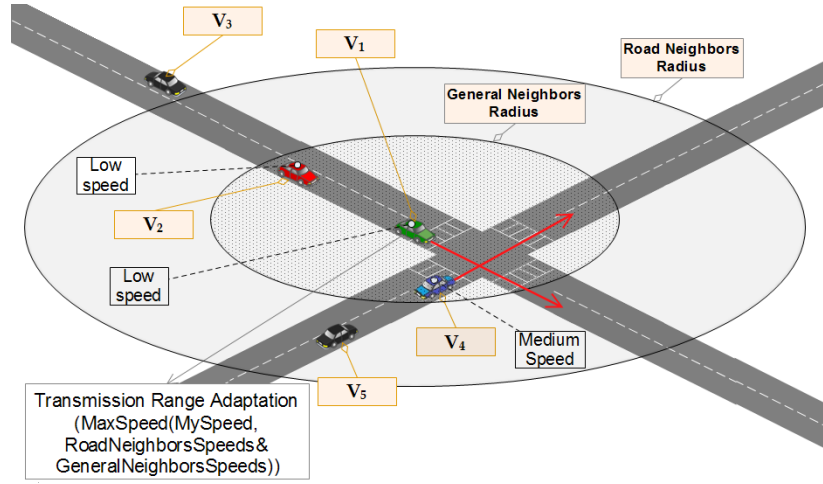 V3
V1
Road Neighbors
Radius
General Neighbors
Radius
Low
speed
V2
Low
speed
V4
Medium
Speed
V5
Transmission Range Adaptation
(MaxSpeed(MySpeed,
RoadNeighborsSpeeds&
GeneralNeighborsSpeeds))